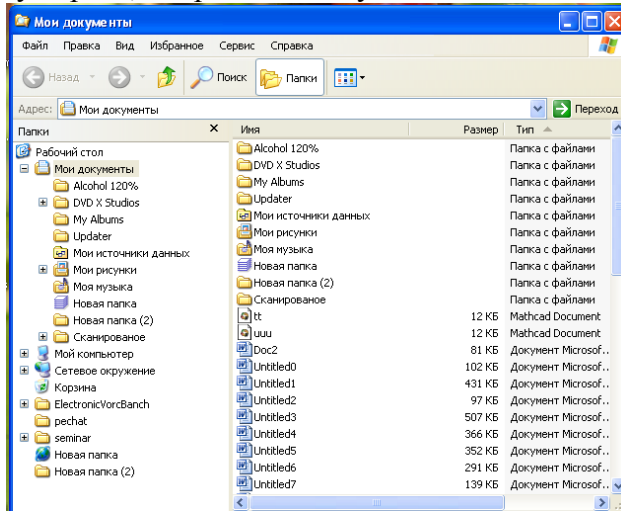 Мои документы
Файл Правка Вид Избранное Сервис Справка
Назад Поиск Папки
Адрес: Мои документы Переход
Папки × Имя Размер Тип
Рабочий стол
Мои документы
Alcohol 120%
DVD X Studios
My Albums
Updater
Мои источники данных
Мои рисунки
Моя музыка
Новая папка
Новая папка (2)
Сканированое
Мой компьютер
Сетевое окружение
Корзина
ElectronicVorcBanch
pechat
seminar
Новая папка
Новая папка (2)
Alcohol 120% Папка с файлами
DVD X Studios Папка с файлами
My Albums Папка с файлами
Updater Папка с файлами
Мои источники данных Папка с файлами
Мои рисунки Папка с файлами
Моя музыка Папка с файлами
Новая папка Папка с файлами
Новая папка (2) Папка с файлами
Сканированое Папка с файлами
tt 12 КБ Mathcad Document
uuu 12 КБ Mathcad Document
Doc2 81 КБ Документ Microsof...
Untitled0 102 КБ Документ Microsof...
Untitled1 431 КБ Документ Microsof...
Untitled2 97 КБ Документ Microsof...
Untitled3 507 КБ Документ Microsof...
Untitled4 366 КБ Документ Microsof...
Untitled5 352 КБ Документ Microsof...
Untitled6 291 КБ Документ Microsof...
Untitled7 139 КБ Документ Microsof...